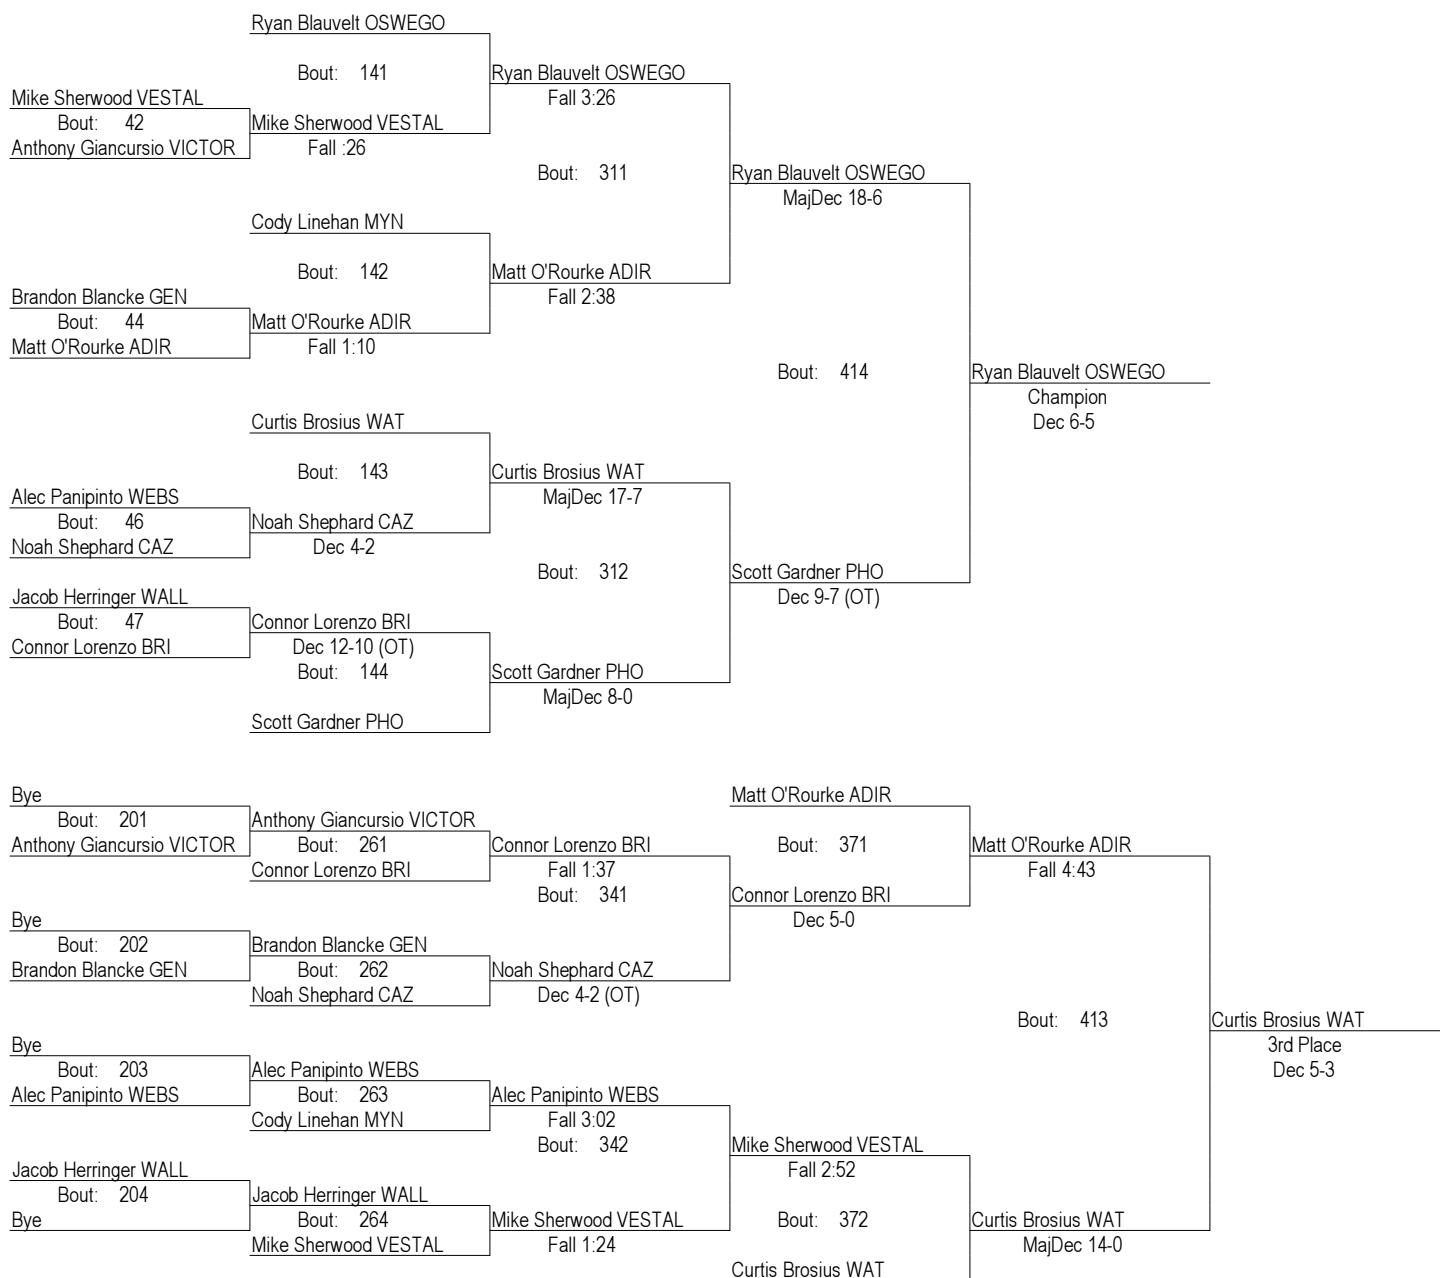 Ryan Blauvelt OSWEGO
Bout: 141
Ryan Blauvelt OSWEGO
Fall 3:26
Mike Sherwood VESTAL
Bout: 42
Mike Sherwood VESTAL
Anthony Giancursio VICTOR
Fall :26
Bout: 311
Ryan Blauvelt OSWEGO
MajDec 18-6
Cody Linehan MYN
Bout: 142
Matt O'Rourke ADIR
Fall 2:38
Brandon Blancke GEN
Bout: 44
Matt O'Rourke ADIR
Matt O'Rourke ADIR
Fall 1:10
Bout: 414
Ryan Blauvelt OSWEGO
Champion
Dec 6-5
Curtis Brosius WAT
Bout: 143
Curtis Brosius WAT
MajDec 17-7
Alec Panipinto WEBS
Bout: 46
Noah Shephard CAZ
Noah Shephard CAZ
Dec 4-2
Bout: 312
Scott Gardner PHO
Dec 9-7 (OT)
Jacob Herringer WALL
Bout: 47
Connor Lorenzo BRI
Connor Lorenzo BRI
Dec 12-10 (OT)
Bout: 144
Scott Gardner PHO
MajDec 8-0
Scott Gardner PHO
Bye
Bout: 201
Anthony Giancursio VICTOR
Anthony Giancursio VICTOR
Bout: 261
Connor Lorenzo BRI
Connor Lorenzo BRI
Fall 1:37
Bout: 341
Matt O'Rourke ADIR
Bout: 371
Matt O'Rourke ADIR
Fall 4:43
Connor Lorenzo BRI
Dec 5-0
Bye
Bout: 202
Brandon Blancke GEN
Brandon Blancke GEN
Bout: 262
Noah Shephard CAZ
Noah Shephard CAZ
Dec 4-2 (OT)
Bout: 413
Curtis Brosius WAT
3rd Place
Dec 5-3
Bye
Bout: 203
Alec Panipinto WEBS
Alec Panipinto WEBS
Bout: 263
Cody Linehan MYN
Alec Panipinto WEBS
Fall 3:02
Bout: 342
Mike Sherwood VESTAL
Fall 2:52
Jacob Herringer WALL
Bout: 204
Bye
Jacob Herringer WALL
Bout: 264
Mike Sherwood VESTAL
Mike Sherwood VESTAL
Fall 1:24
Bout: 372
Curtis Brosius WAT
MajDec 14-0
Curtis Brosius WAT